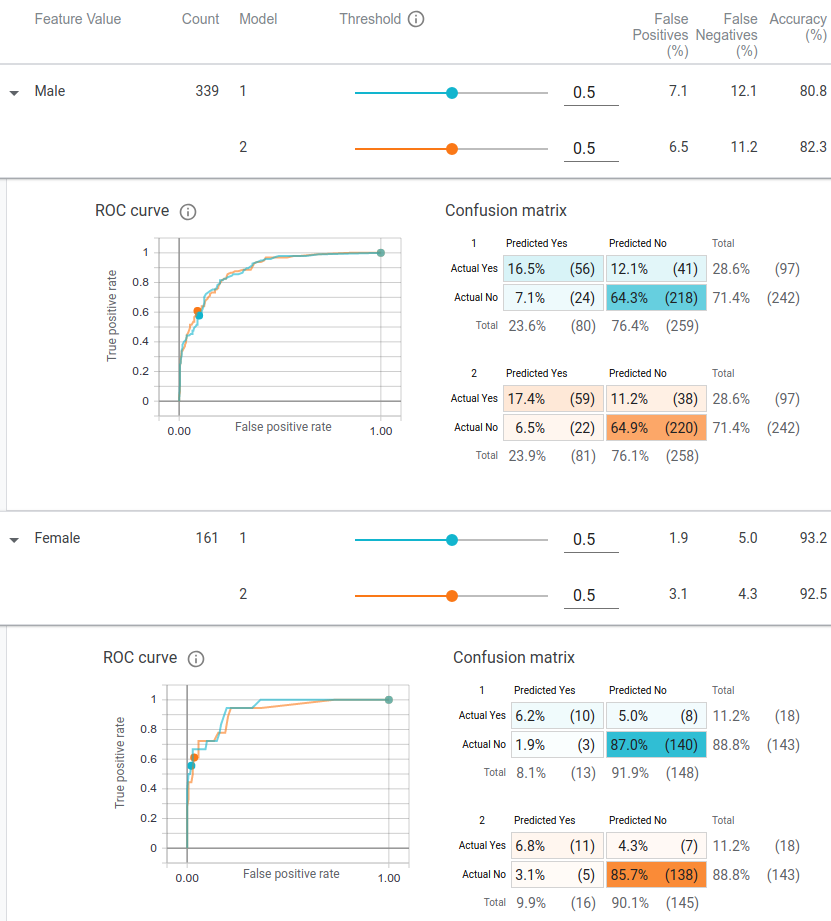 Feature Value Count Model Threshold False Positives (%) False Negatives (%) Accuracy (%)
Male 339 1 0.5 7.1 12.1 80.8
2 0.5 6.5 11.2 82.3
ROC curve
1
0.8
0.6
0.4
0.2
0
True positive rate
0.00 False positive rate 1.00
Confusion matrix
1 Predicted Yes Predicted No Total
Actual Yes 16.5% (56) 12.1% (41) 28.6% (97)
Actual No 7.1% (24) 64.3% (218) 71.4% (242)
Total 23.6% (80) 76.4% (259)
2 Predicted Yes Predicted No Total
Actual Yes 17.4% (59) 11.2% (38) 28.6% (97)
Actual No 6.5% (22) 64.9% (220) 71.4% (242)
Total 23.9% (81) 76.1% (258)
Female 161 1 0.5 1.9 5.0 93.2
2 0.5 3.1 4.3 92.5
ROC curve
1
0.8
0.6
0.4
0.2
0
True positive rate
0.00 False positive rate 1.00
Confusion matrix
1 Predicted Yes Predicted No Total
Actual Yes 6.2% (10) 5.0% (8) 11.2% (18)
Actual No 1.9% (3) 87.0% (140) 88.8% (143)
Total 8.1% (13) 91.9% (148)
2 Predicted Yes Predicted No Total
Actual Yes 6.8% (11) 4.3% (7) 11.2% (18)
Actual No 3.1% (5) 85.7% (138) 88.8% (143)
Total 9.9% (16) 90.1% (145)